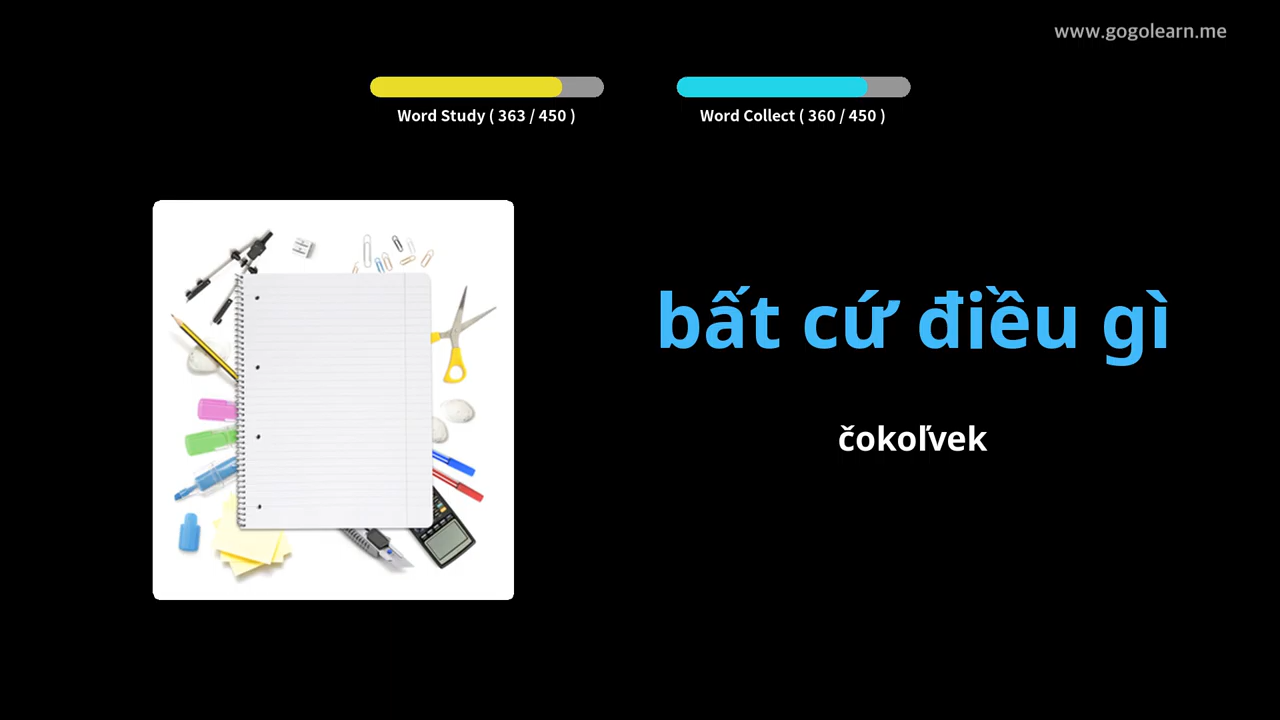 www.gogolearn.me
Word Study ( 363 / 450 )
Word Collect ( 360 / 450 )
bất cứ điều gì
čokoľvek